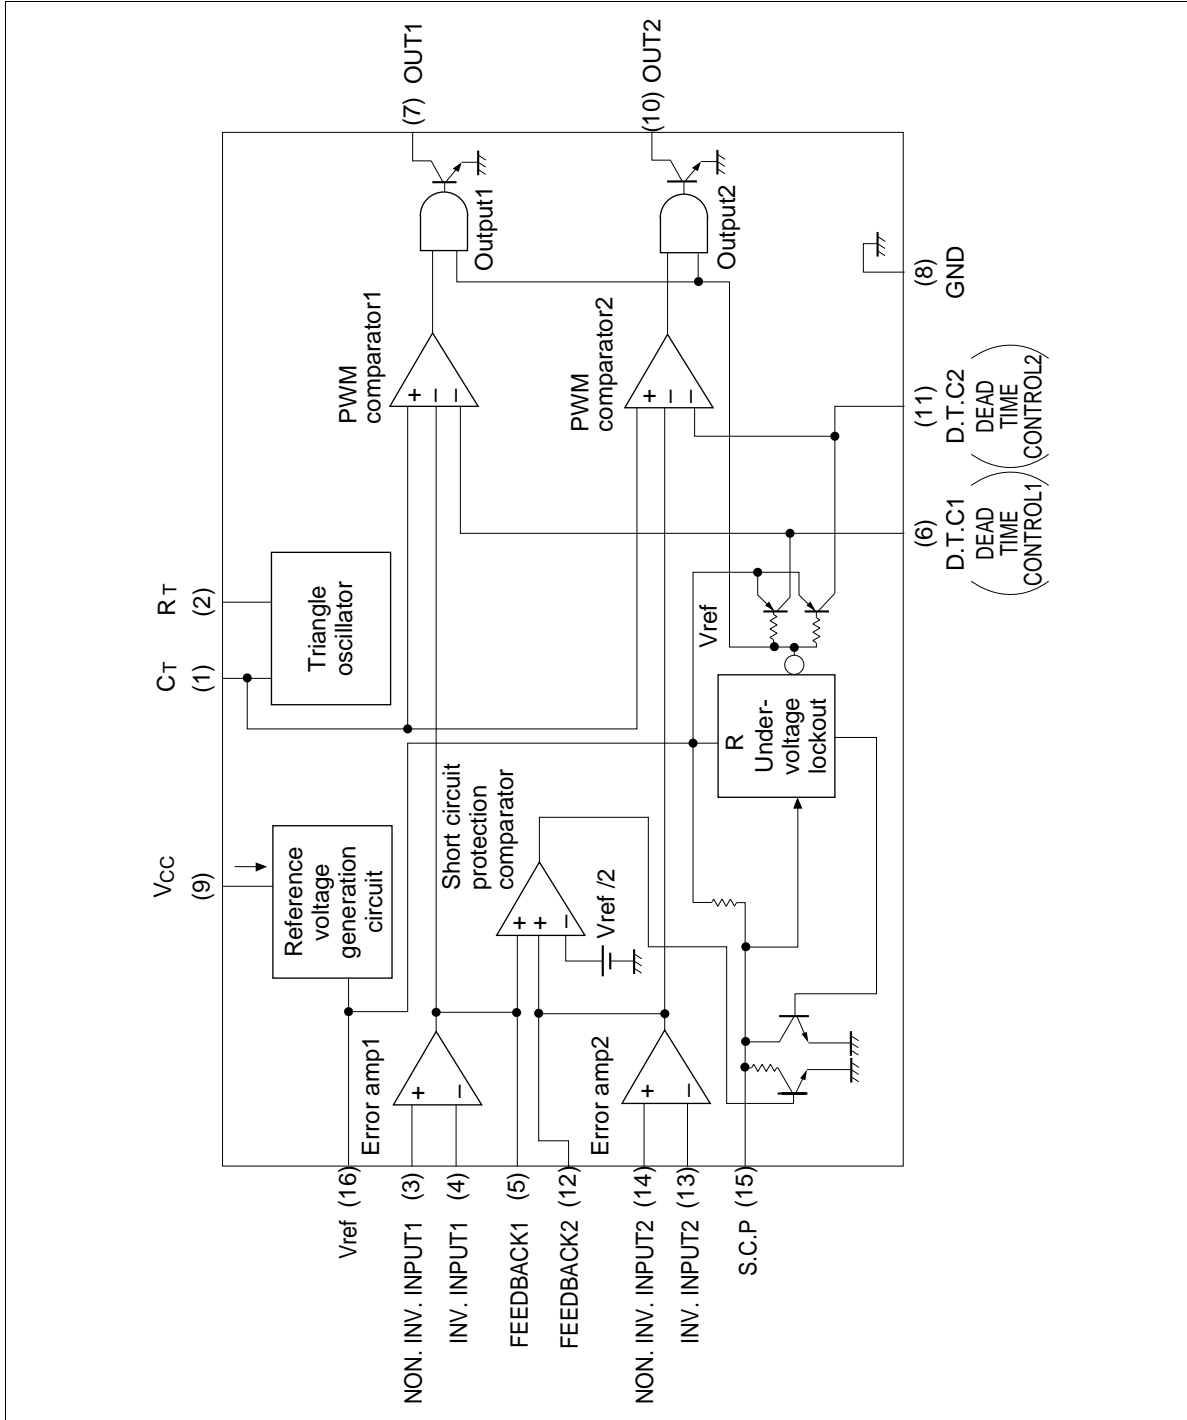 Vref (16)
NON. INV. INPUT1 (3)
INV. INPUT1 (4)
FEEDBACK1 (5)
FEEDBACK2 (12)
NON. INV. INPUT2 (14)
INV. INPUT2 (13)
S.C.P (15)
VCC
(9)
CT
(1)
RT
(2)
Reference
voltage
generation
circuit
Triangle
oscillator
Error amp1
+
−
Error amp2
+
−
Short circuit
protection
comparator
+
+
−
Vref /2
PWM
comparator1
+
−
−
PWM
comparator2
+
−
−
R
Under-
voltage
lockout
Vref
Output1
Output2
(7) OUT1
(10) OUT2
(6)
D.T.C1
DEAD
TIME
CONTROL1
(11)
D.T.C2
DEAD
TIME
CONTROL2
(8)
GND